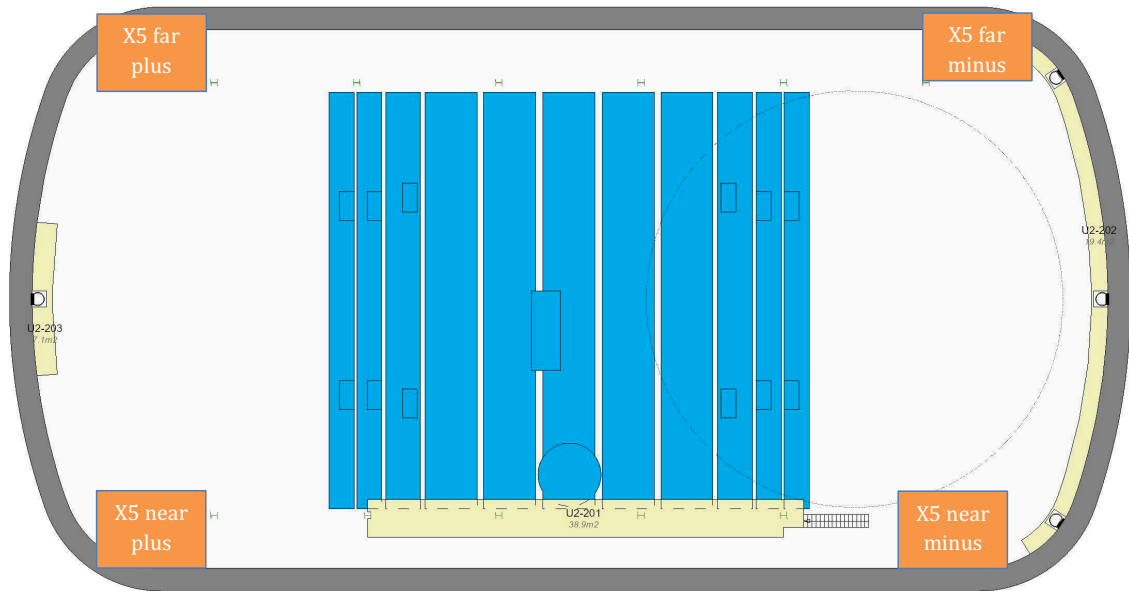 X5 far
plus
X5 far
minus
U2-202
19.4m2
U2-203
7.1m2
X5 near
plus
U2-201
38.9m2
X5 near
minus